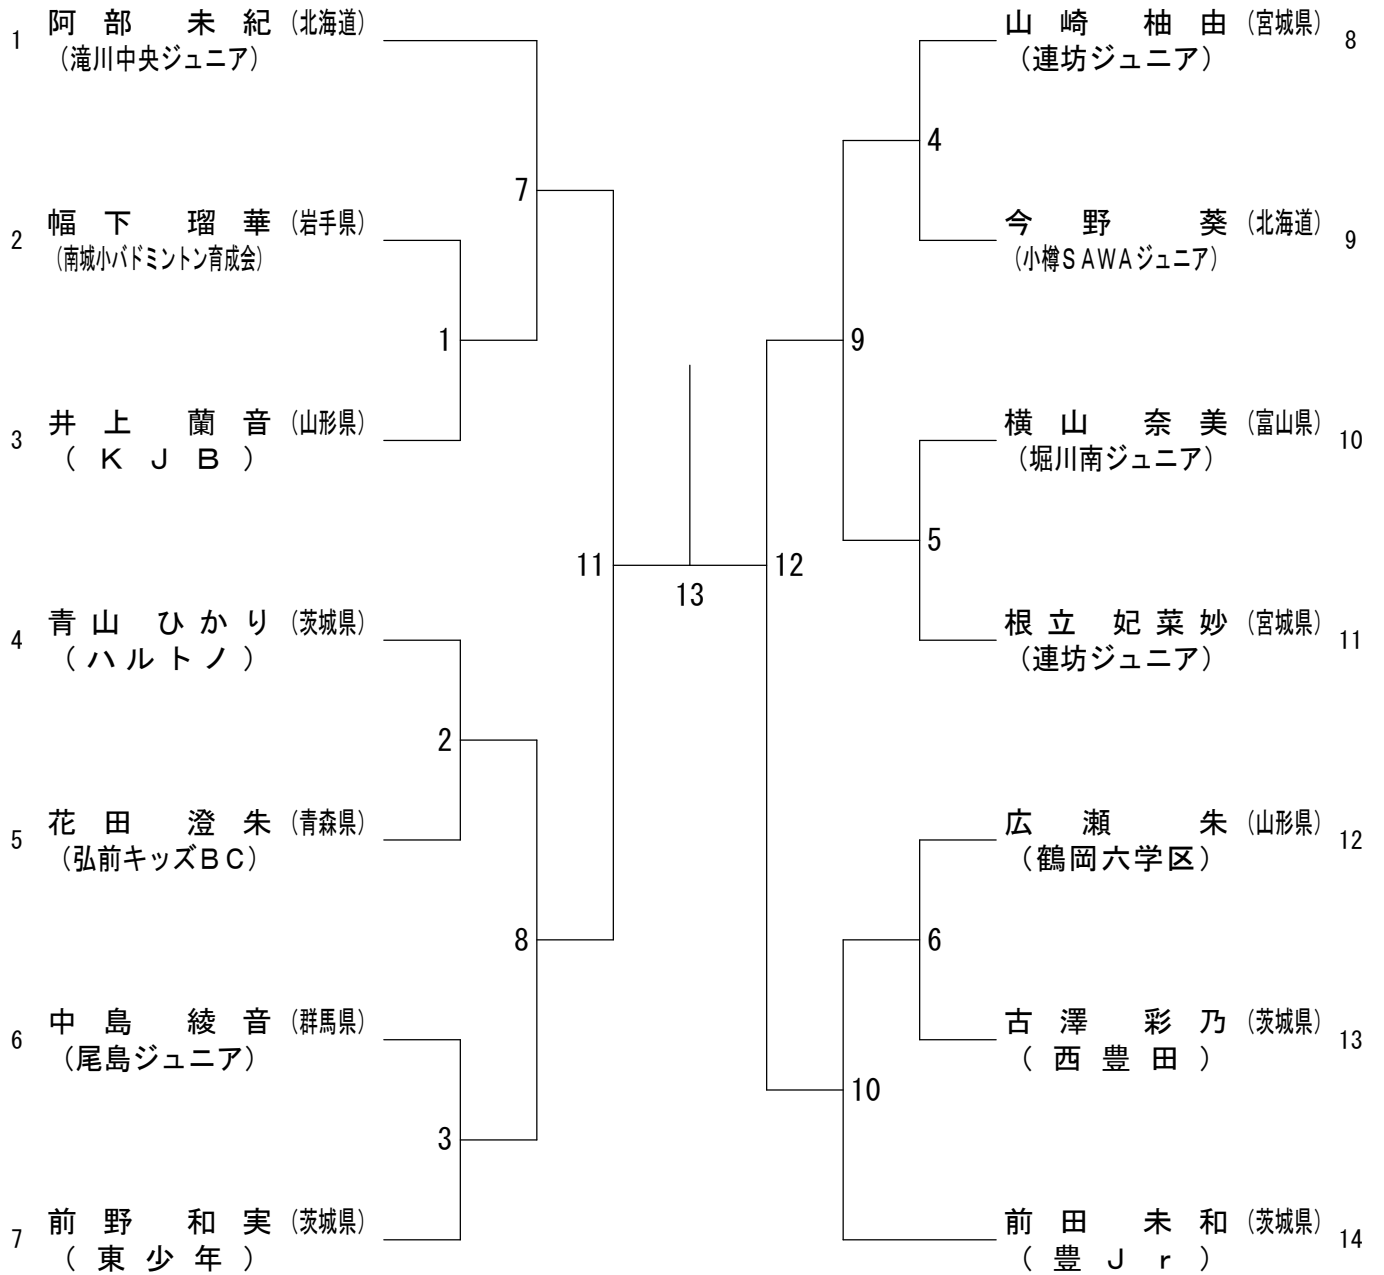 1 阿部 未紀 (北海道)
(滝川中央ジュニア)
2 幅下 瑠華 (岩手県)
(南城小バドミントン育成会)
3 井上 蘭音 (山形県)
(KJB)
4 青山 ひかり (茨城県)
(ハルトノ)
5 花田 澄朱 (青森県)
(弘前キッズBC)
6 中島 綾音 (群馬県)
(尾島ジュニア)
7 前野 和実 (茨城県)
(東少年)
1
2
3
7
8
11
13
12
9
10
4
5
6
山崎 柚由 (宮城県) 8
(連坊ジュニア)
今野 葵 (北海道) 9
(小樽SAWAジュニア)
横山 奈美 (富山県) 10
(堀川南ジュニア)
根立 妃菜妙 (宮城県) 11
(連坊ジュニア)
広瀬 朱 (山形県) 12
(鶴岡六学区)
古澤 彩乃 (茨城県) 13
(西豊田)
前田 未和 (茨城県) 14
(豊Jr)